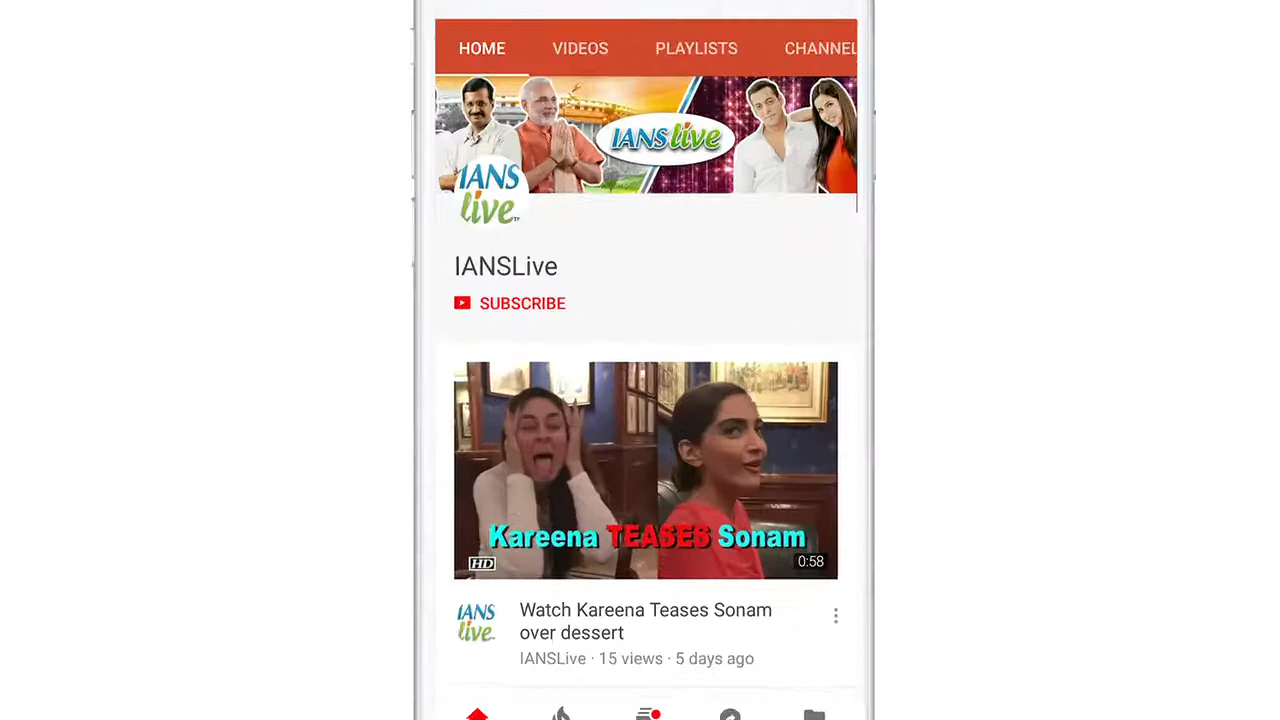 HOME VIDEOS PLAYLISTS CHANNEL
IANS live
IANS
live
IANSLive
SUBSCRIBE
Kareena TEASES Sonam
HD
0:58
IANS
live
Watch Kareena Teases Sonam
over dessert
IANSLive · 15 views · 5 days ago